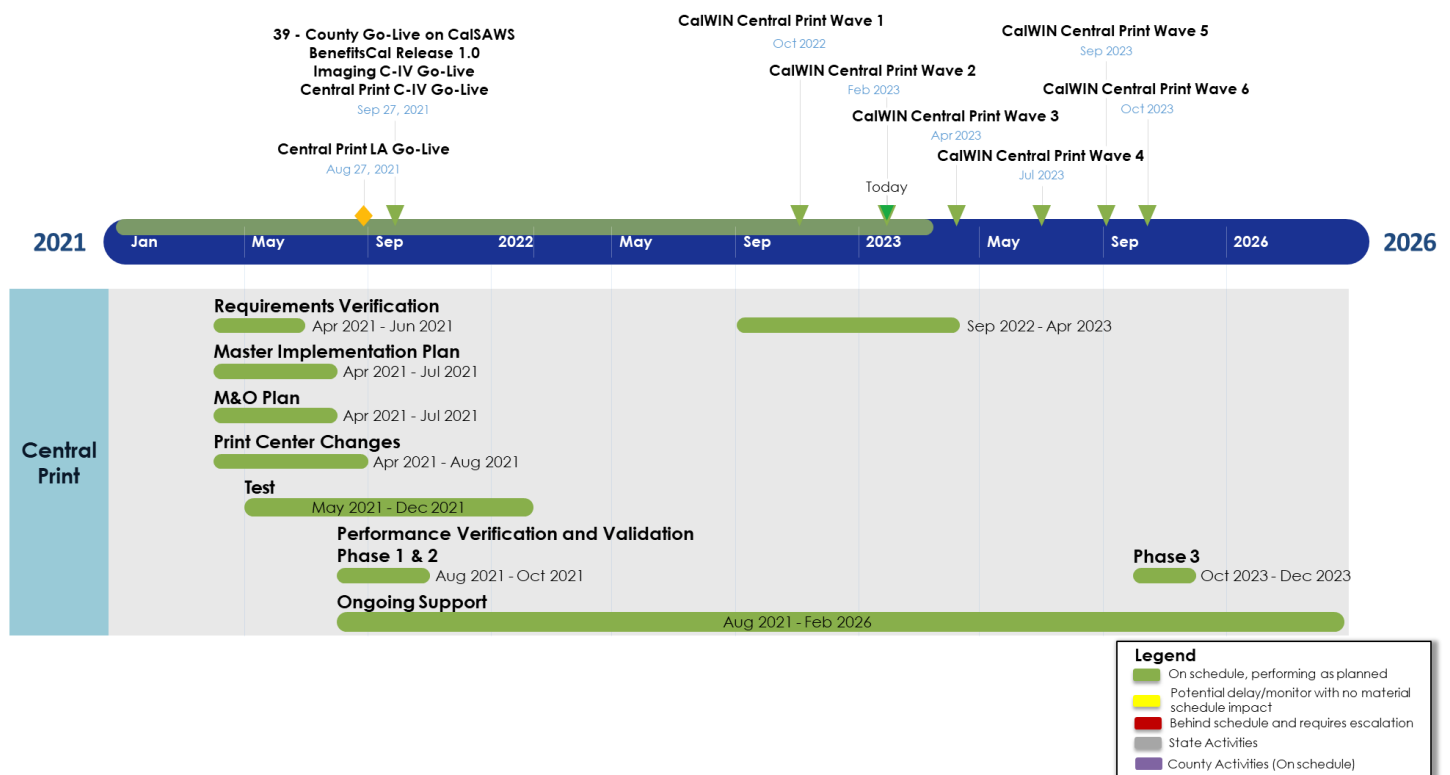 39 - County Go-Live on CalSAWS
BenefitsCal Release 1.0
Imaging C-IV Go-Live
Central Print C-IV Go-Live
Sep 27, 2021
Central Print LA Go-Live
Aug 27, 2021
CalWIN Central Print Wave 1
Oct 2022
CalWIN Central Print Wave 2
Feb 2023
CalWIN Central Print Wave 3
Apr 2023
CalWIN Central Print Wave 4
Jul 2023
CalWIN Central Print Wave 5
Sep 2023
CalWIN Central Print Wave 6
Oct 2023
Today
2021
Jan May Sep 2022 May Sep 2023 May Sep 2026
2026
Central
Print
Requirements Verification
Apr 2021 - Jun 2021
Sep 2022 - Apr 2023
Master Implementation Plan
Apr 2021 - Jul 2021
M&O Plan
Apr 2021 - Jul 2021
Print Center Changes
Apr 2021 - Aug 2021
Test
May 2021 - Dec 2021
Performance Verification and Validation
Phase 1 & 2
Aug 2021 - Oct 2021
Phase 3
Oct 2023 - Dec 2023
Ongoing Support
Aug 2021 - Feb 2026
Legend
On schedule, performing as planned
Potential delay/monitor with no material
schedule impact
Behind schedule and requires escalation
State Activities
County Activities (On schedule)